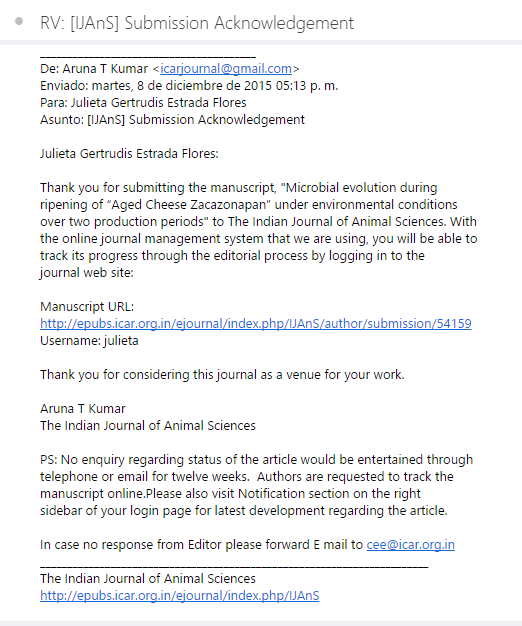 RV: [IJAnS] Submission Acknowledgement
De: Aruna T Kumar <icarjournal@gmail.com>
Enviado: martes, 8 de diciembre de 2015 05:13 p. m.
Para: Julieta Gertrudis Estrada Flores
Asunto: [IJAnS] Submission Acknowledgement
Julieta Gertrudis Estrada Flores:
Thank you for submitting the manuscript, "Microbial evolution during
ripening of “Aged Cheese Zacazonapan” under environmental conditions
over two production periods" to The Indian Journal of Animal Sciences. With
the online journal management system that we are using, you will be able to
track its progress through the editorial process by logging in to the
journal web site:
Manuscript URL:
http://epubs.icar.org.in/ejournal/index.php/IJAnS/author/submission/54159
Username: julieta
Thank you for considering this journal as a venue for your work.
Aruna T Kumar
The Indian Journal of Animal Sciences
PS: No enquiry regarding status of the article would be entertained through
telephone or email for twelve weeks.  Authors are requested to track the
manuscript online.Please also visit Notification section on the right
sidebar of your login page for latest development regarding the article.
In case no response from Editor please forward E mail to cee@icar.org.in
The Indian Journal of Animal Sciences
http://epubs.icar.org.in/ejournal/index.php/IJAnS